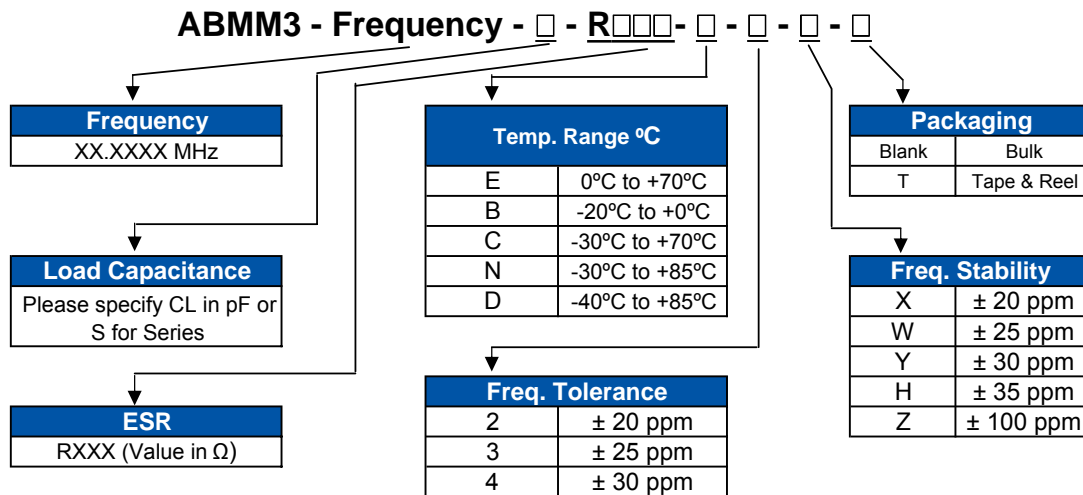 ABMM3 - Frequency - □ - R□□□- □ - □ - □ - □
Frequency
XX.XXXX MHz
Load Capacitance
Please specify CL in pF or
S for Series
ESR
RXXX (Value in Ω)
Temp. Range ºC
E 0ºC to +70ºC
B -20ºC to +0ºC
C -30ºC to +70ºC
N -30ºC to +85ºC
D -40ºC to +85ºC
Freq. Tolerance
2 ± 20 ppm
3 ± 25 ppm
4 ± 30 ppm
Packaging
Blank Bulk
T Tape & Reel
Freq. Stability
X ± 20 ppm
W ± 25 ppm
Y ± 30 ppm
H ± 35 ppm
Z ± 100 ppm